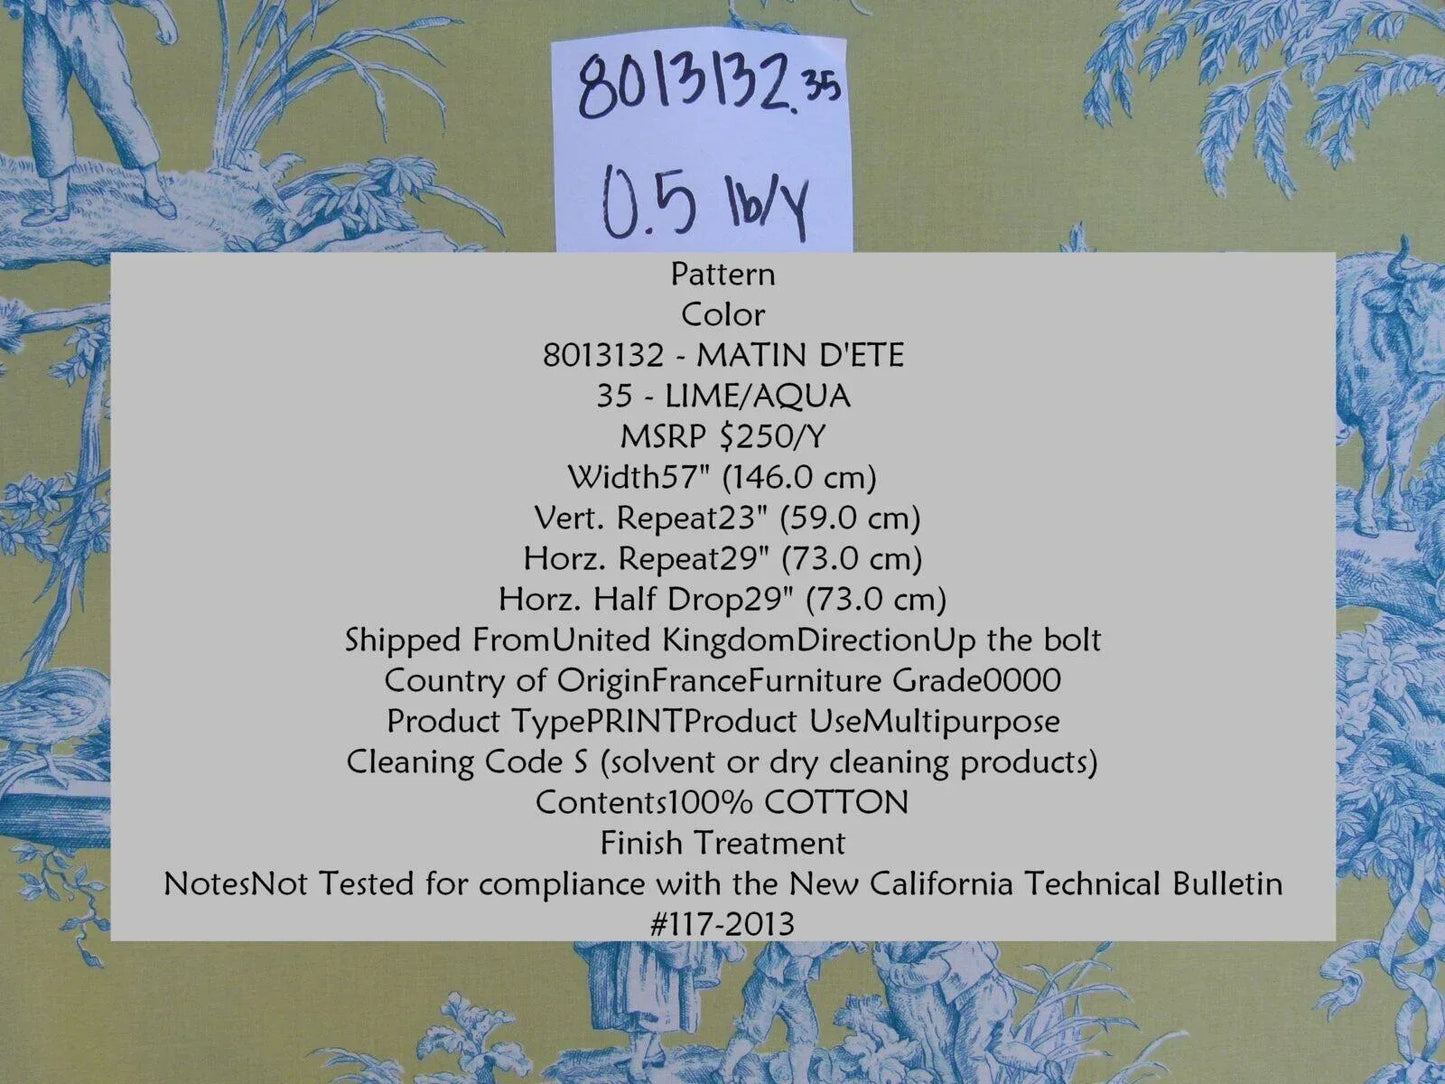 8013132.35
0.5 lb/Y
Pattern
Color
8013132 - MATIN D'ETE
35 - LIME/AQUA
MSRP $250/Y
Width57" (146.0 cm)
Vert. Repeat23" (59.0 cm)
Horz. Repeat29" (73.0 cm)
Horz. Half Drop29" (73.0 cm)
Shipped FromUnited KingdomDirectionUp the bolt
Country of OriginFranceFurniture Grade0000
Product TypePRINTProduct UseMultipurpose
Cleaning Code S (solvent or dry cleaning products)
Contents100% COTTON
Finish Treatment
NotesNot Tested for compliance with the New California Technical Bulletin
#117-2013